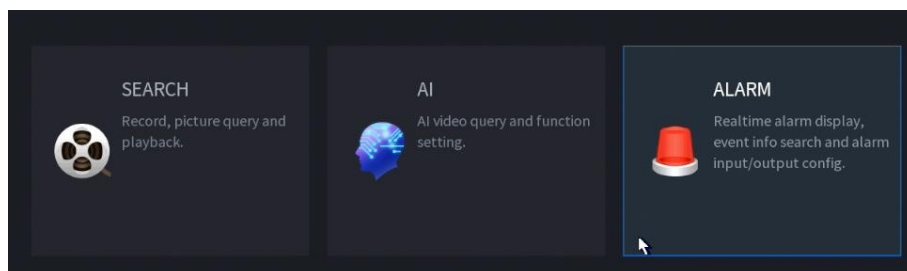 SEARCH
Record, picture query and
playback.
AI
AI video query and function
setting.
ALARM
Realtime alarm display,
event info search and alarm
input/output config.